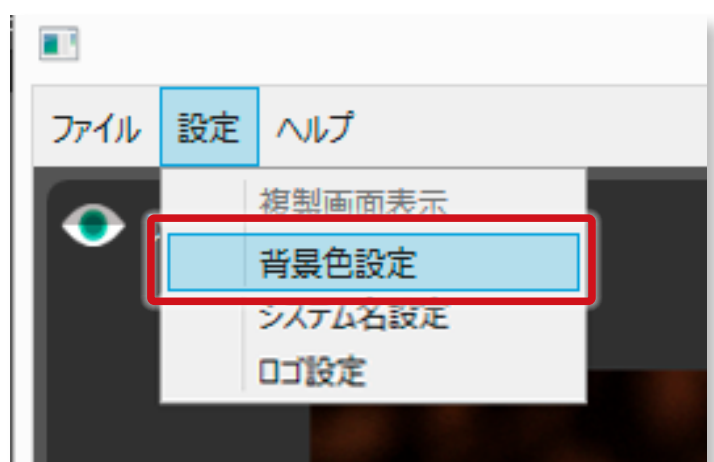 ファイル 設定 ヘルプ
複製画面表示
背景色設定
システム名設定
ロゴ設定